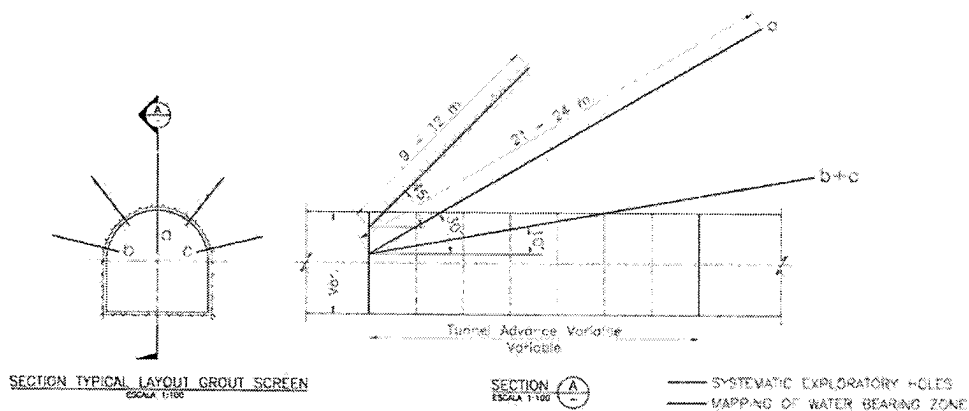 A
-
a
b
c
SECTION TYPICAL LAYOUT GROUT SCREEN
ESCALA 1:100
9 - 12 m
21 - 24 m
a
b+c
45°
30°
10°
Var.
Tunnel Advance Variable
Variable
SECTION A
-
ESCALA 1:100
SYSTEMATIC EXPLORATORY HOLES
MAPPING OF WATER BEARING ZONE